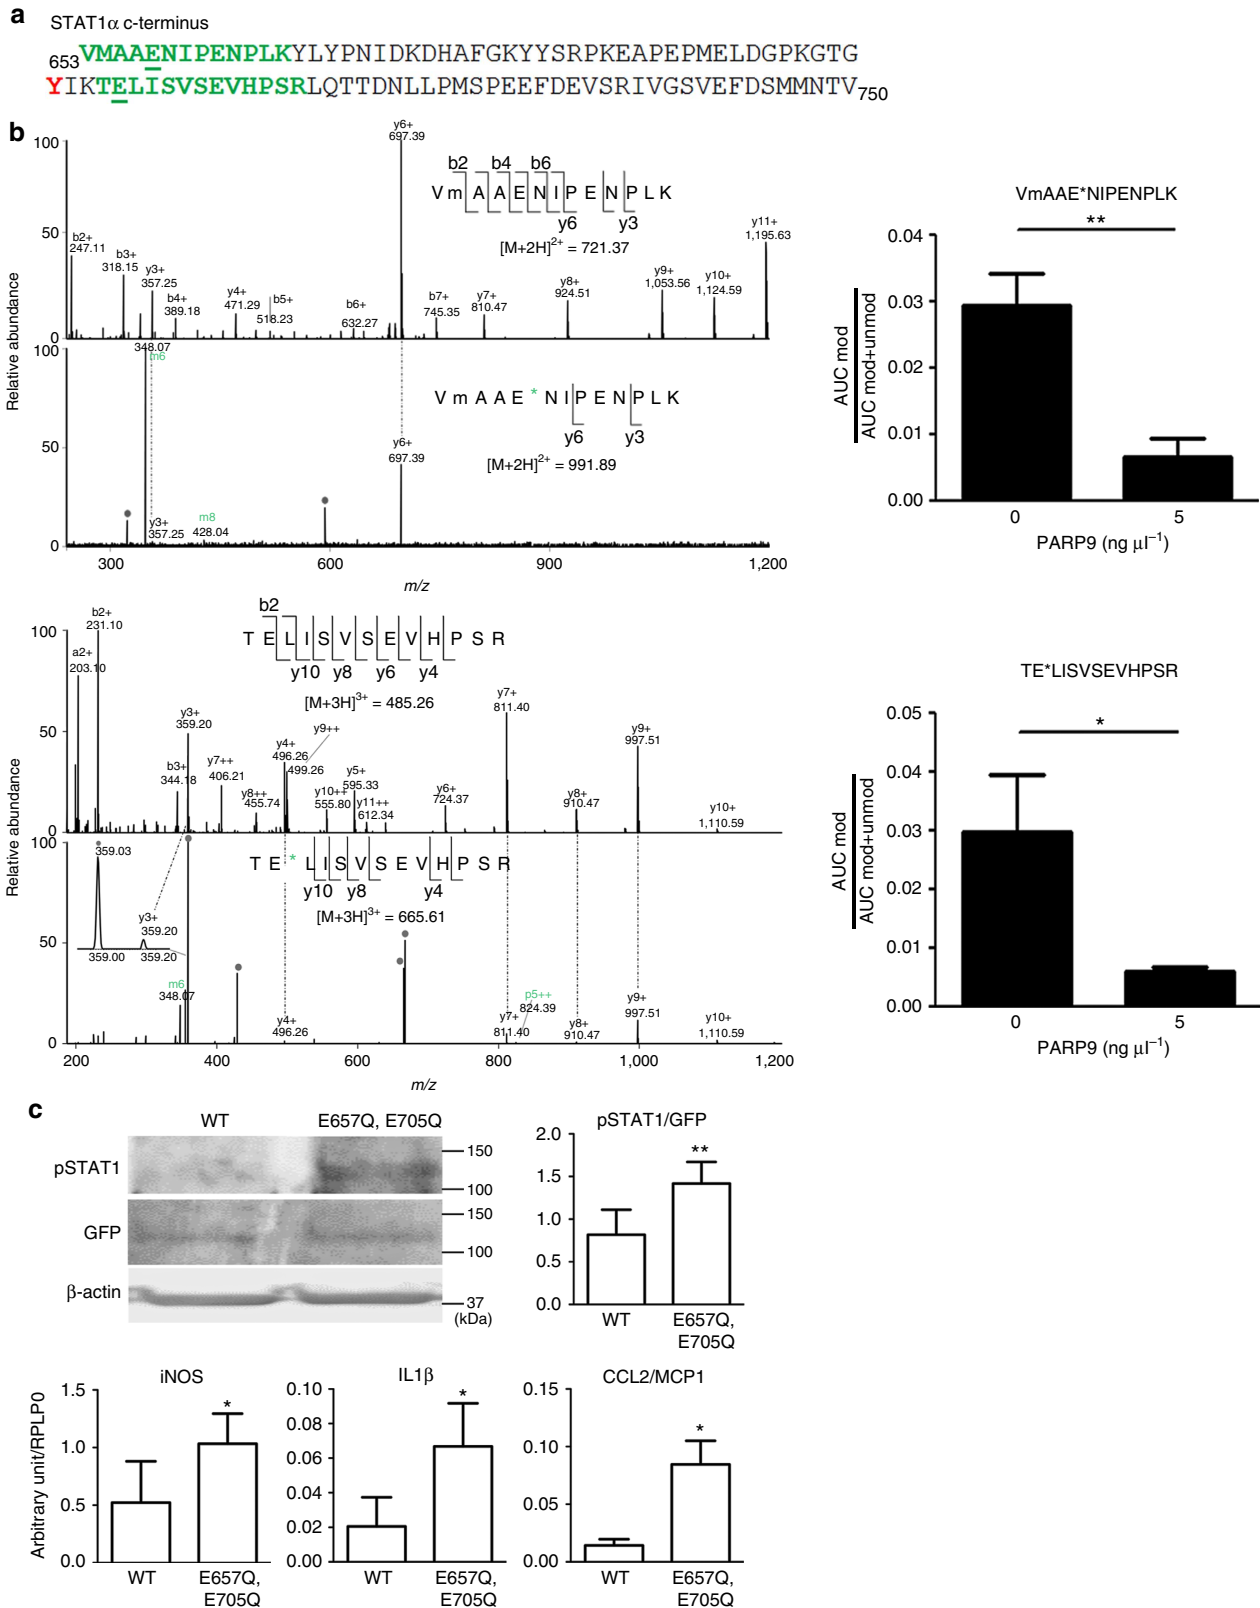 a
STAT1α c-terminus
653VMAAENIPENPLKYLYPNIDKDHAFGKYYSRPKEAPEPMELDGPKGTG
YIKTELISVSEVHPSRLQTTDNLLPMSPEEFDEVSRIVGSVEFDSMMNTV750
b
Relative abundance
100
50
0
b2+
247.11
b3+
318.15
y3+
357.25
b4+
389.18
y4+
471.29
b5+
518.23
b6+
632.27
y6+
697.39
b7+
745.35
y7+
810.47
y8+
924.51
y9+
1,053.56
y10+
1,124.59
y11+
1,195.63
b2 b4 b6
V m A A E N I P E N P L K
y6 y3
[M+2H]2+ = 721.37
100
50
0
348.07
m6
y3+
357.25
m8
428.04
y6+
697.39
V m A A E * N I P E N P L K
y6 y3
[M+2H]2+ = 991.89
300 600 900 1,200
m/z
VmAAE*NIPENPLK
**
AUC mod
AUC mod+unmod
0.04
0.03
0.02
0.01
0.00
0 5
PARP9 (ng μl−1)
Relative abundance
100
50
0
a2+
203.10
b2+
231.10
b3+
344.18
y3+
359.20
y7++
406.21
y8++
455.74
y4+
496.26
y9++
499.26
y10++
555.80
y5+
595.33
y11++
612.34
y6+
724.37
y7+
811.40
y8+
910.47
y9+
997.51
y10+
1,110.59
b2
T E L I S V S E V H P S R
y10 y8 y6 y4
[M+3H]3+ = 485.26
100
50
0
359.03
y3+
359.20
359.00 359.20
m6
348.07
y4+
496.26
y7+
811.40
p5++
824.39
y8+
910.47
y9+
997.51
y10+
1,110.59
T E * L I S V S E V H P S R
y10 y8 y4
[M+3H]3+ = 665.61
200 400 600 800 1,000 1,200
m/z
TE*LISVSEVHPSR
*
AUC mod
AUC mod+unmod
0.05
0.04
0.03
0.02
0.01
0.00
0 5
PARP9 (ng μl−1)
c
WT E657Q, E705Q
pSTAT1
150
100
GFP
150
100
β-actin
37
(kDa)
pSTAT1/GFP
**
2.0
1.5
1.0
0.5
0.0
WT E657Q,
E705Q
Arbitrary unit/RPLP0
iNOS
*
1.5
1.0
0.5
0.0
WT E657Q,
E705Q
IL1β
*
0.10
0.08
0.06
0.04
0.02
0.00
WT E657Q,
E705Q
CCL2/MCP1
*
0.15
0.10
0.05
0.00
WT E657Q,
E705Q